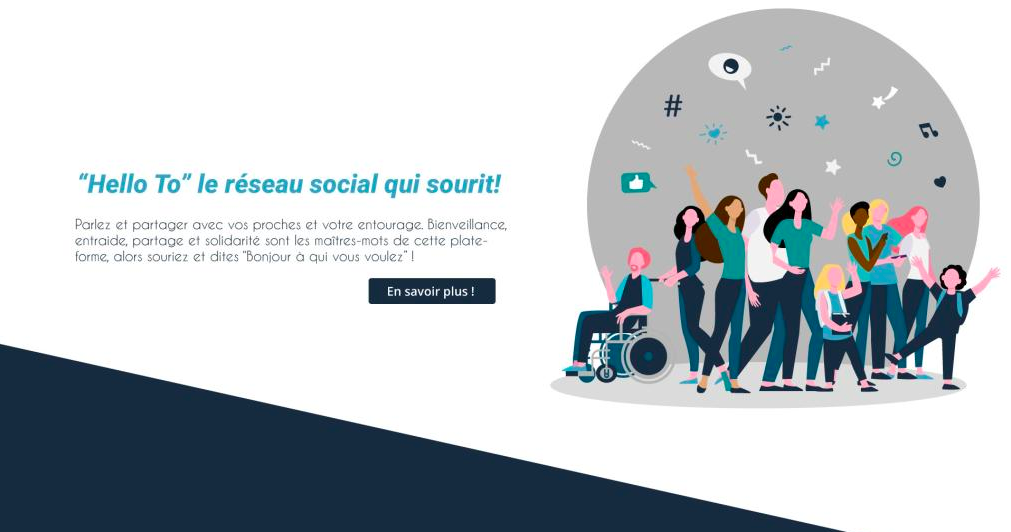 “Hello To” le réseau social qui sourit!
Parlez et partager avec vos proches et votre entourage. Bienveillance,
entraide, partage et solidarité sont les maîtres-mots de cette plate-
forme, alors souriez et dites “Bonjour à qui vous voulez” !
En savoir plus !
#